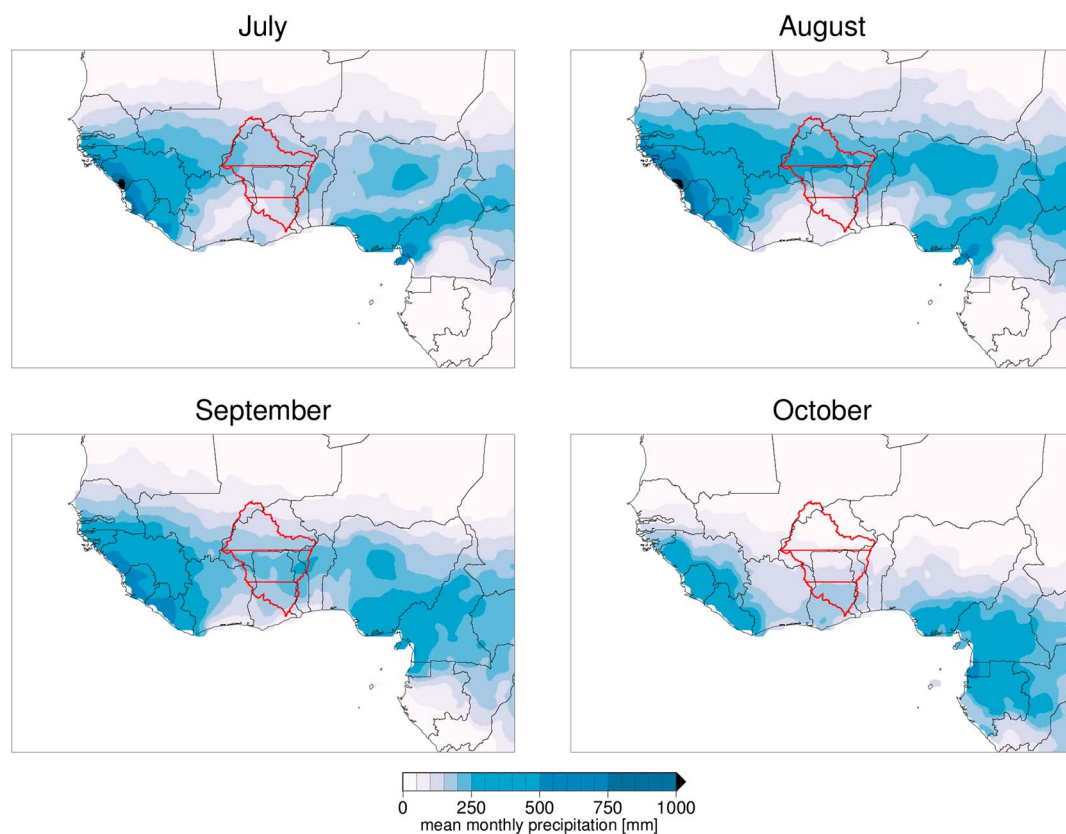 July
August
September
October
0 250 500 750 1000
mean monthly precipitation [mm]